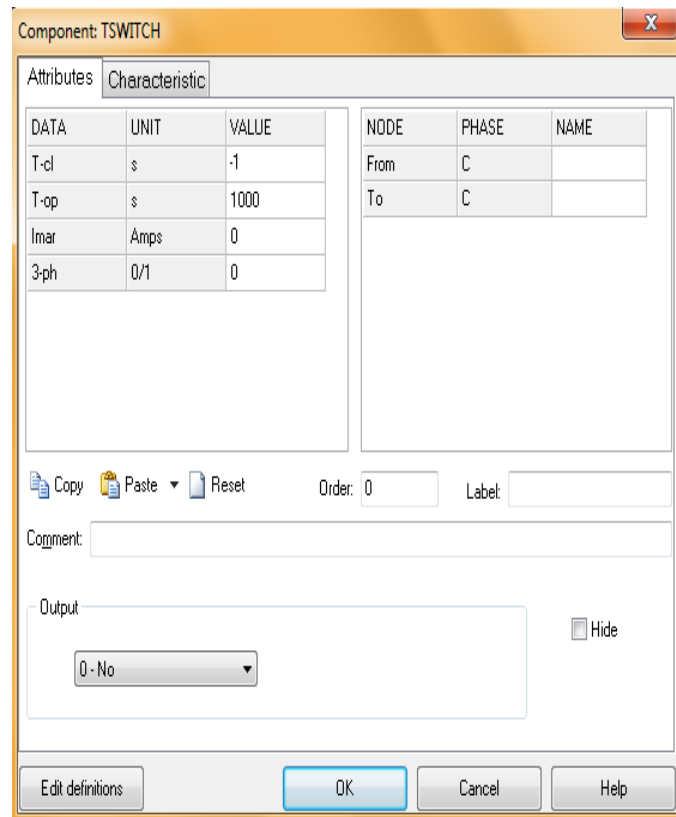 Component: TSWITCH
X
Attributes Characteristic
DATA UNIT VALUE
T-cl s -1
T-op s 1000
Imar Amps 0
3-ph 0/1 0
NODE PHASE NAME
From C
To C
Copy Paste Reset Order: 0 Label:
Comment:
Output
0 - No
Hide
Edit definitions OK Cancel Help